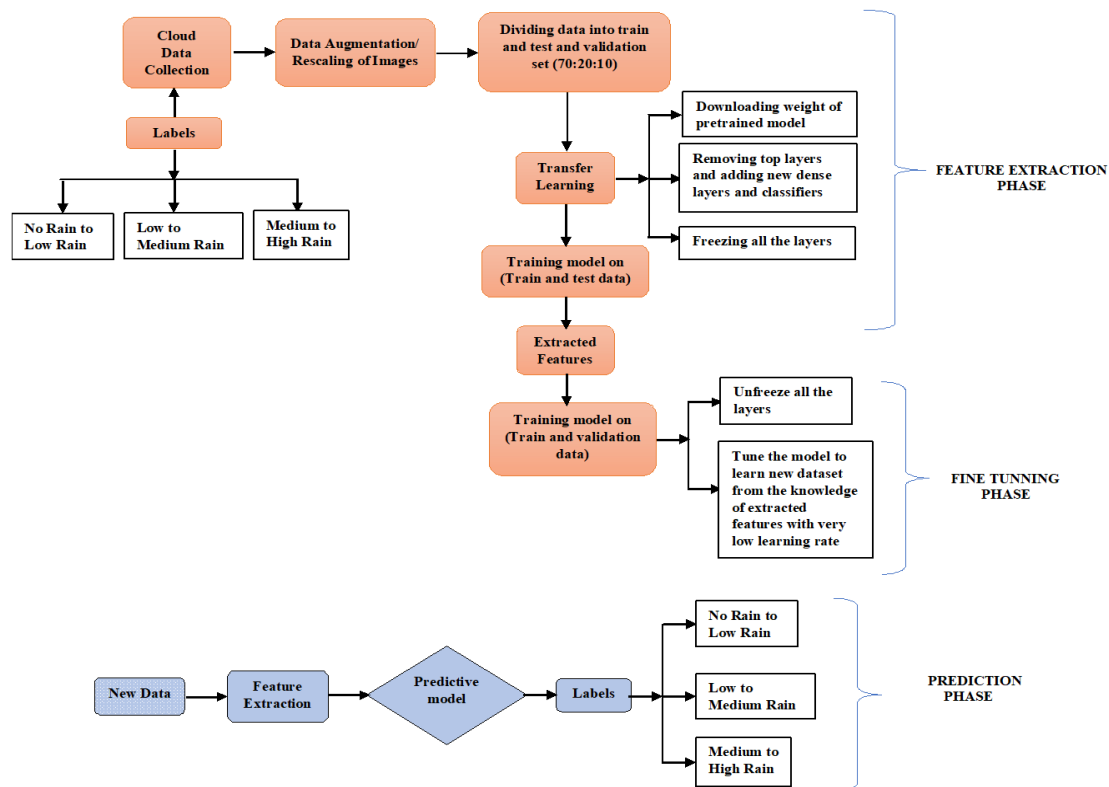 Cloud
Data
Collection
Data Augmentation/
Rescaling of Images
Dividing data into train
and test and validation
set (70:20:10)
Labels
No Rain to
Low Rain
Low to
Medium Rain
Medium to
High Rain
Transfer
Learning
Downloading weight of
pretrained model
Removing top layers
and adding new dense
layers and classifiers
Freezing all the layers
FEATURE EXTRACTION
PHASE
Training model on
(Train and test data)
Extracted
Features
Training model on
(Train and validation
data)
Unfreeze all the
layers
Tune the model to
learn new dataset
from the knowledge
of extracted
features with very
low learning rate
FINE TUNNING
PHASE
New Data
Feature
Extraction
Predictive
model
Labels
No Rain to
Low Rain
Low to
Medium Rain
Medium to
High Rain
PREDICTION
PHASE